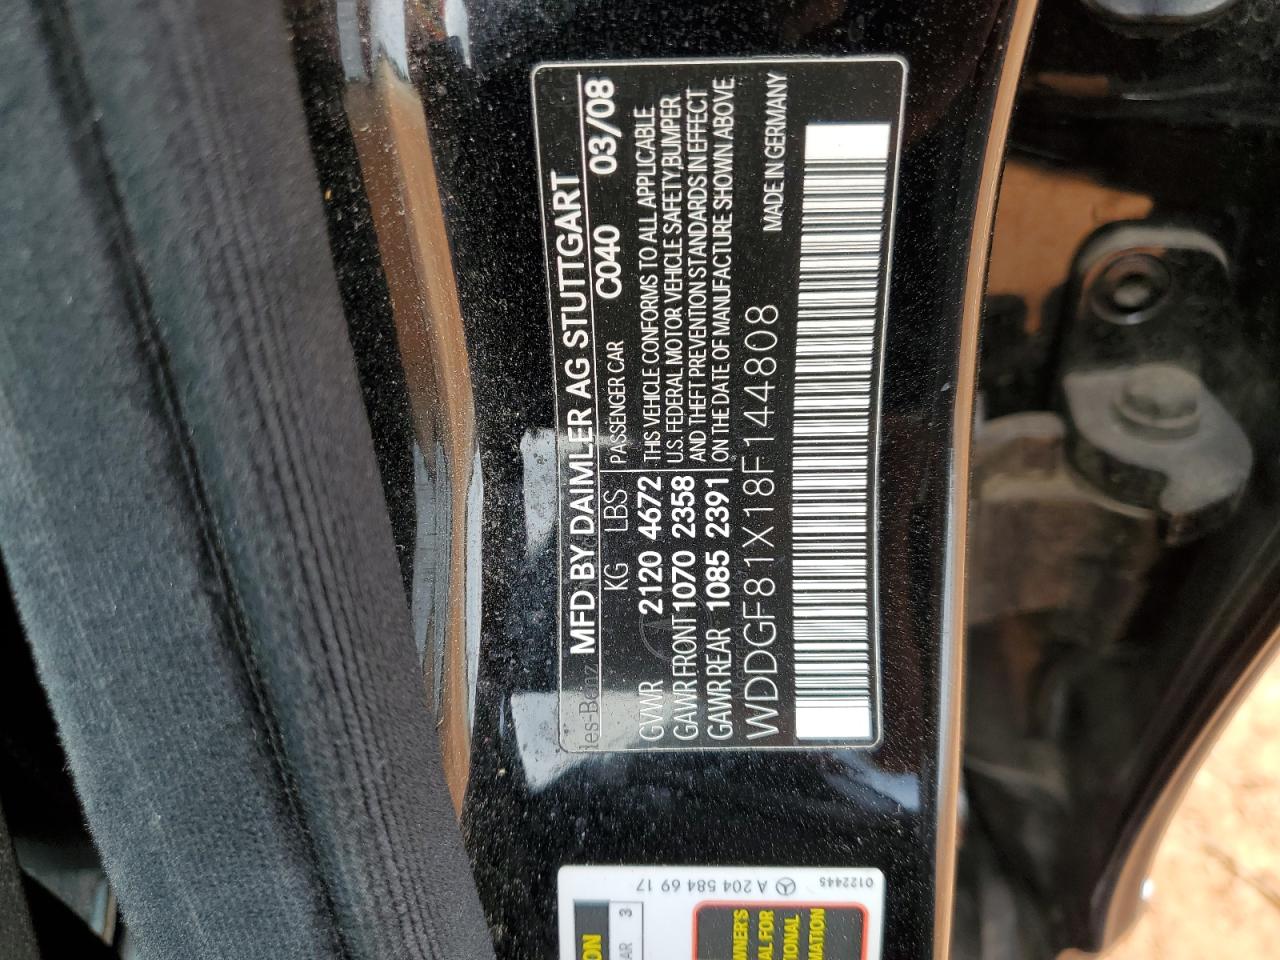 MFD BY DAIMLER AG STUTTGART
KG LBS PASSENGER CAR C040 03/08
GVWR 2120 4672
GAWR FRONT 1070 2358
GAWR REAR 1085 2391
THIS VEHICLE CONFORMS TO ALL APPLICABLE
U.S. FEDERAL MOTOR VEHICLE SAFETY,BUMPER
AND THEFT PREVENTION STANDARDS IN EFFECT
ON THE DATE OF MANUFACTURE SHOWN ABOVE.
WDDGF81X18F144808 MADE IN GERMANY
0122445
A 204 584 69 17
3